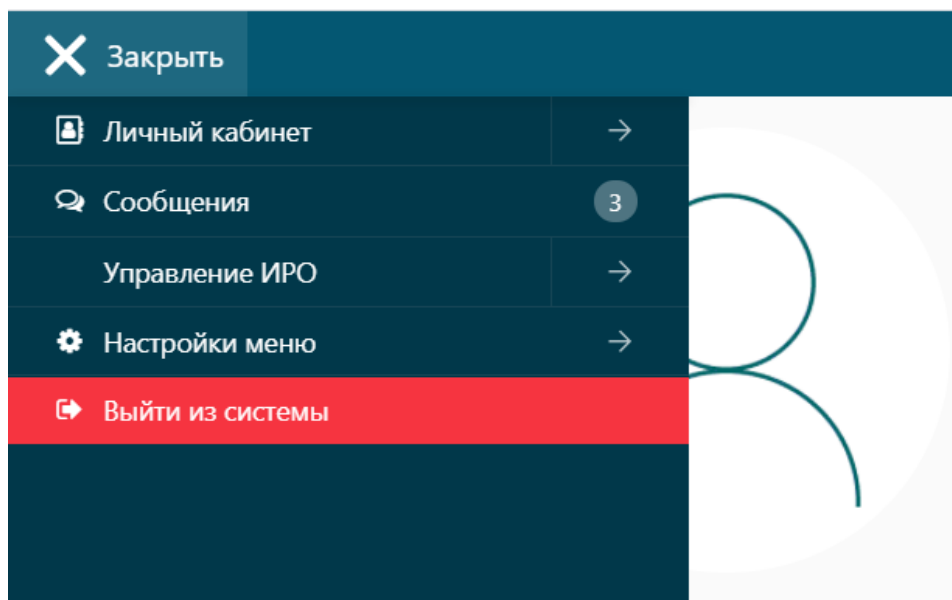 Закрыть
Личный кабинет
Сообщения 3
Управление ИРО
Настройки меню
Выйти из системы